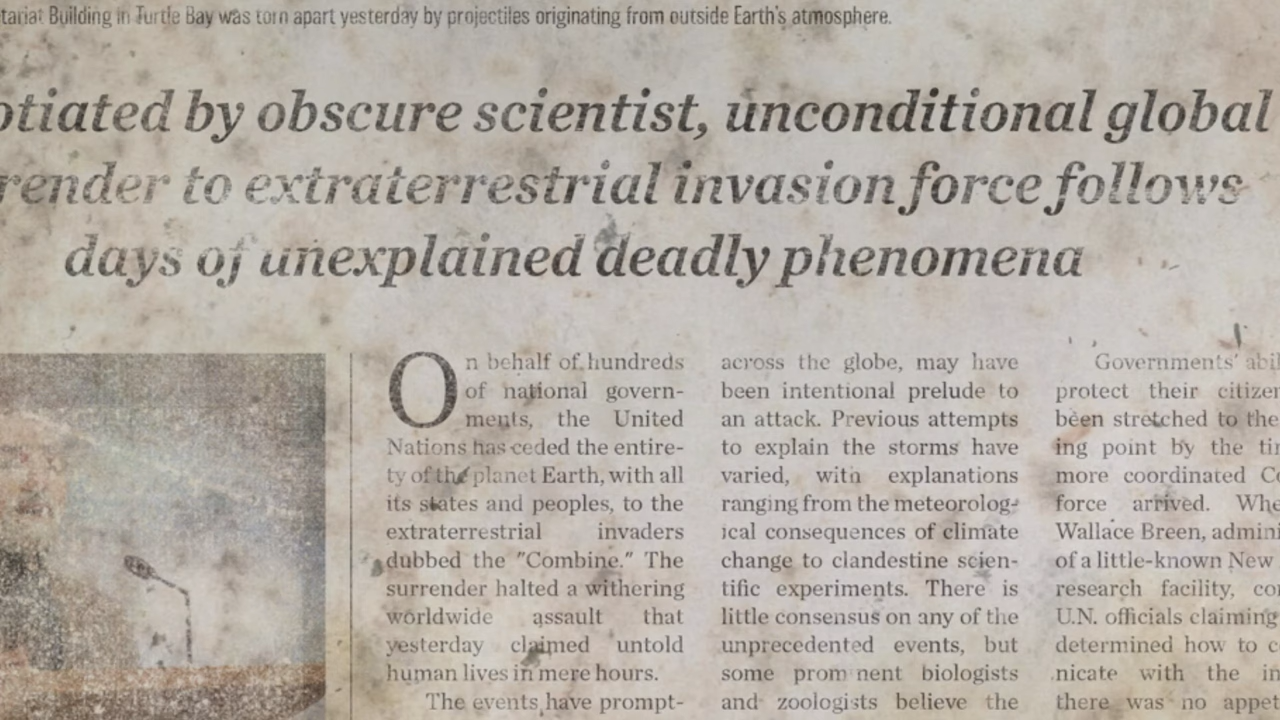 tariat Building in Turtle Bay was torn apart yesterday by projectiles originating from outside Earth's atmosphere.
otiated by obscure scientist, unconditional global
render to extraterrestrial invasion force follows
days of unexplained deadly phenomena
On behalf of hundreds
of national govern-
ments, the United
Nations has ceded the entire-
ty of the planet Earth, with all
its states and peoples, to the
extraterrestrial invaders
dubbed the "Combine." The
surrender halted a withering
worldwide assault that
yesterday claimed untold
human lives in mere hours.
The events have prompt-
across the globe, may have
been intentional prelude to
an attack. Previous attempts
to explain the storms have
varied, with explanations
ranging from the meteorolog-
ical consequences of climate
change to clandestine scien-
tific experiments. There is
little consensus on any of the
unprecedented events, but
some prominent biologists
and zoologists believe the
Governments' abil
protect their citizen
been stretched to the
ing point by the ti
more coordinated Co
force arrived. Whe
Wallace Breen, admini
of a little-known New
research facility, co
U.N. officials claiming
determined how to c
nicate with the in
there was no appet